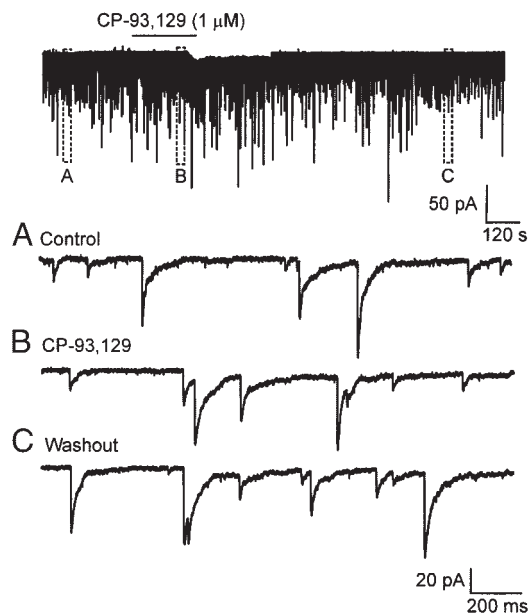 CP-93,129 (1 μM)
A
B
C
50 pA
120 s
A Control
B CP-93,129
C Washout
20 pA
200 ms